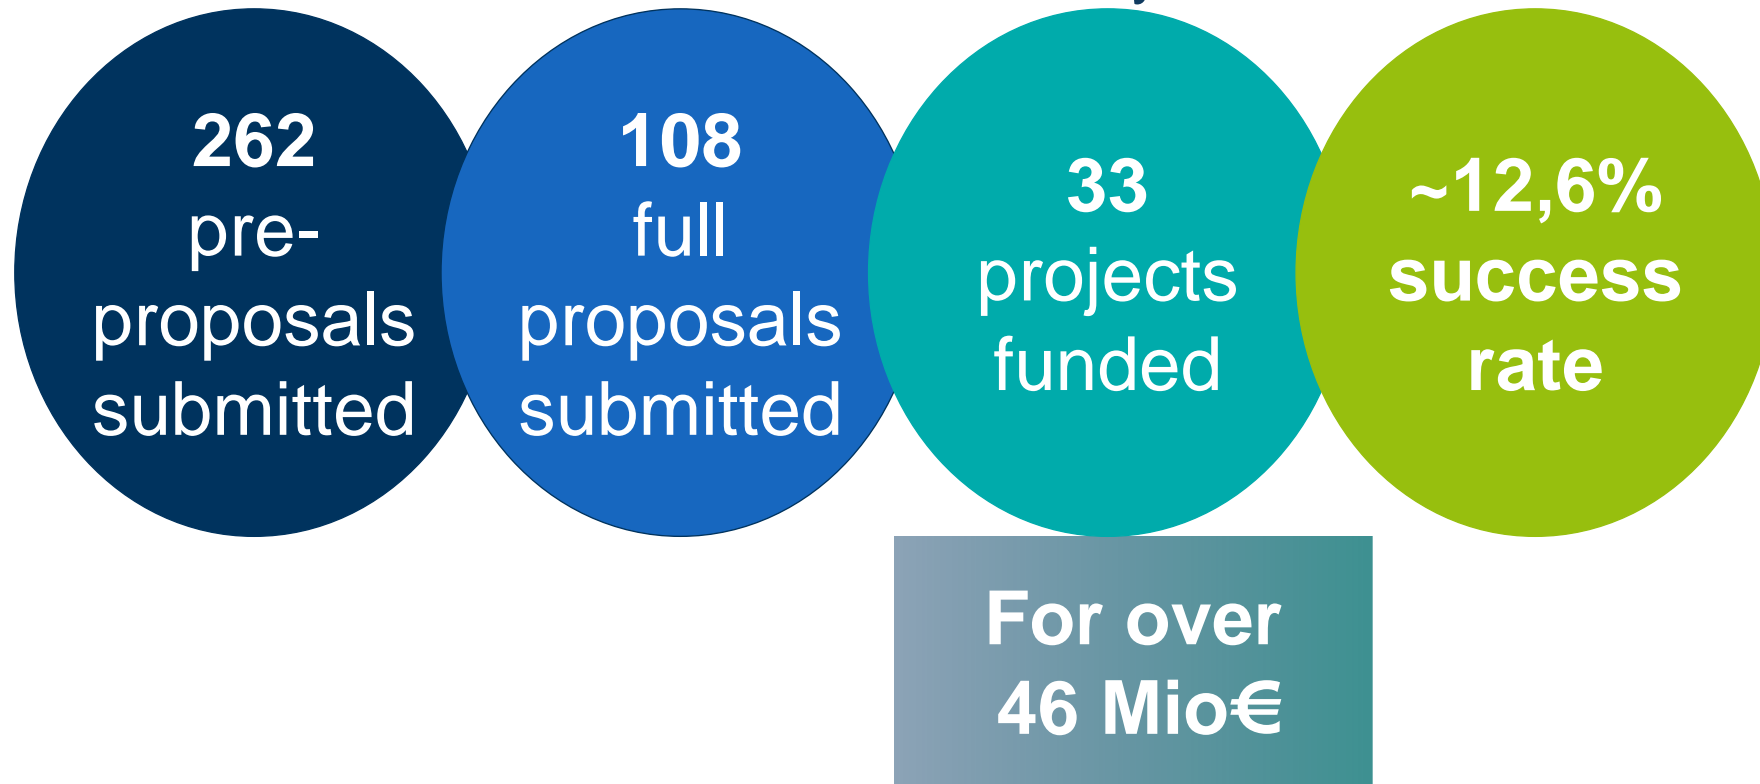 262
pre-
proposals
submitted
108
full
proposals
submitted
33
projects
funded
~12,6%
success
rate
For over
46 Mio€